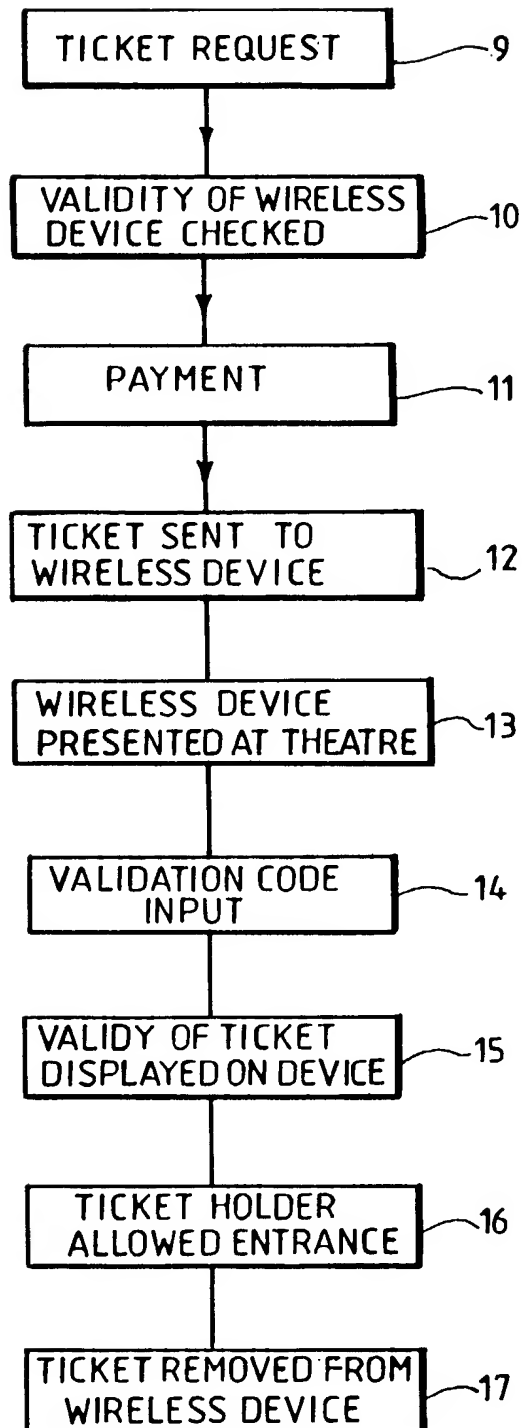 TICKET REQUEST
9
VALIDITY OF WIRELESS
DEVICE CHECKED
10
PAYMENT
11
TICKET SENT TO
WIRELESS DEVICE
12
WIRELESS DEVICE
PRESENTED AT THEATRE
13
VALIDATION CODE
INPUT
14
VALIDY OF TICKET
DISPLAYED ON DEVICE
15
TICKET HOLDER
ALLOWED ENTRANCE
16
TICKET REMOVED FROM
WIRELESS DEVICE
17